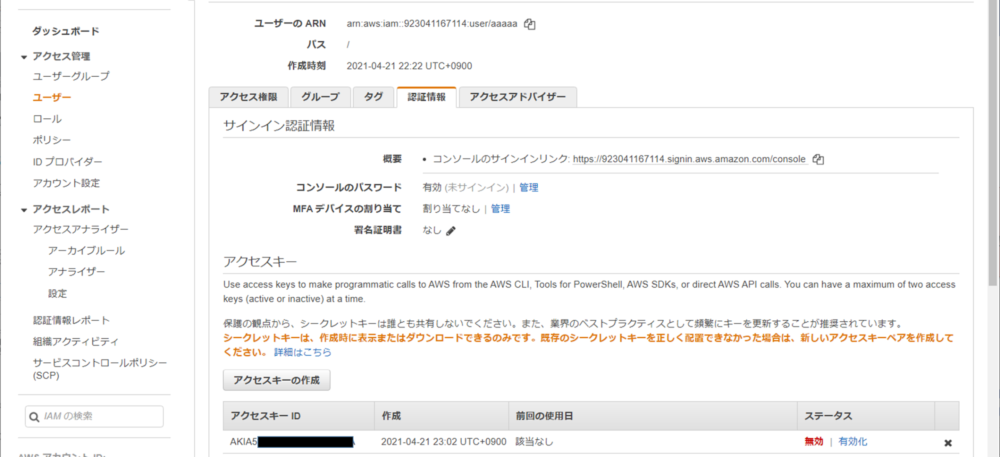 ダッシュボード
アクセス管理
ユーザーグループ
ユーザー
ロール
ポリシー
ID プロバイダー
アカウント設定
アクセスレポート
アクセスアナライザー
アーカイブルール
アナライザー
設定
認証情報レポート
組織アクティビティ
サービスコントロールポリシー
(SCP)
IAM の検索
AWS アカウント ID:
ユーザーの ARN arn:aws:iam::923041167114:user/aaaaa
パス /
作成時刻 2021-04-21 22:22 UTC+0900
アクセス権限 グループ タグ 認証情報 アクセスアドバイザー
サインイン認証情報
概要 • コンソールのサインインリンク: https://923041167114.signin.aws.amazon.com/console
コンソールのパスワード 有効 (未サインイン) | 管理
MFA デバイスの割り当て 割り当てなし | 管理
署名証明書 なし
アクセスキー
Use access keys to make programmatic calls to AWS from the AWS CLI, Tools for PowerShell, AWS SDKs, or direct AWS API calls. You can have a maximum of two access
keys (active or inactive) at a time.
保護の観点から、シークレットキーは誰とも共有しないでください。また、業界のベストプラクティスとして頻繁にキーを更新することが推奨されています。
シークレットキーは、作成時に表示またはダウンロードできるのみです。既存のシークレットキーを正しく配置できなかった場合は、新しいアクセスキーペアを作成して
ください。 詳細はこちら
アクセスキーの作成
アクセスキー ID 作成 前回の使用日 ステータス
AKIA5 2021-04-21 23:02 UTC+0900 該当なし 無効 | 有効化